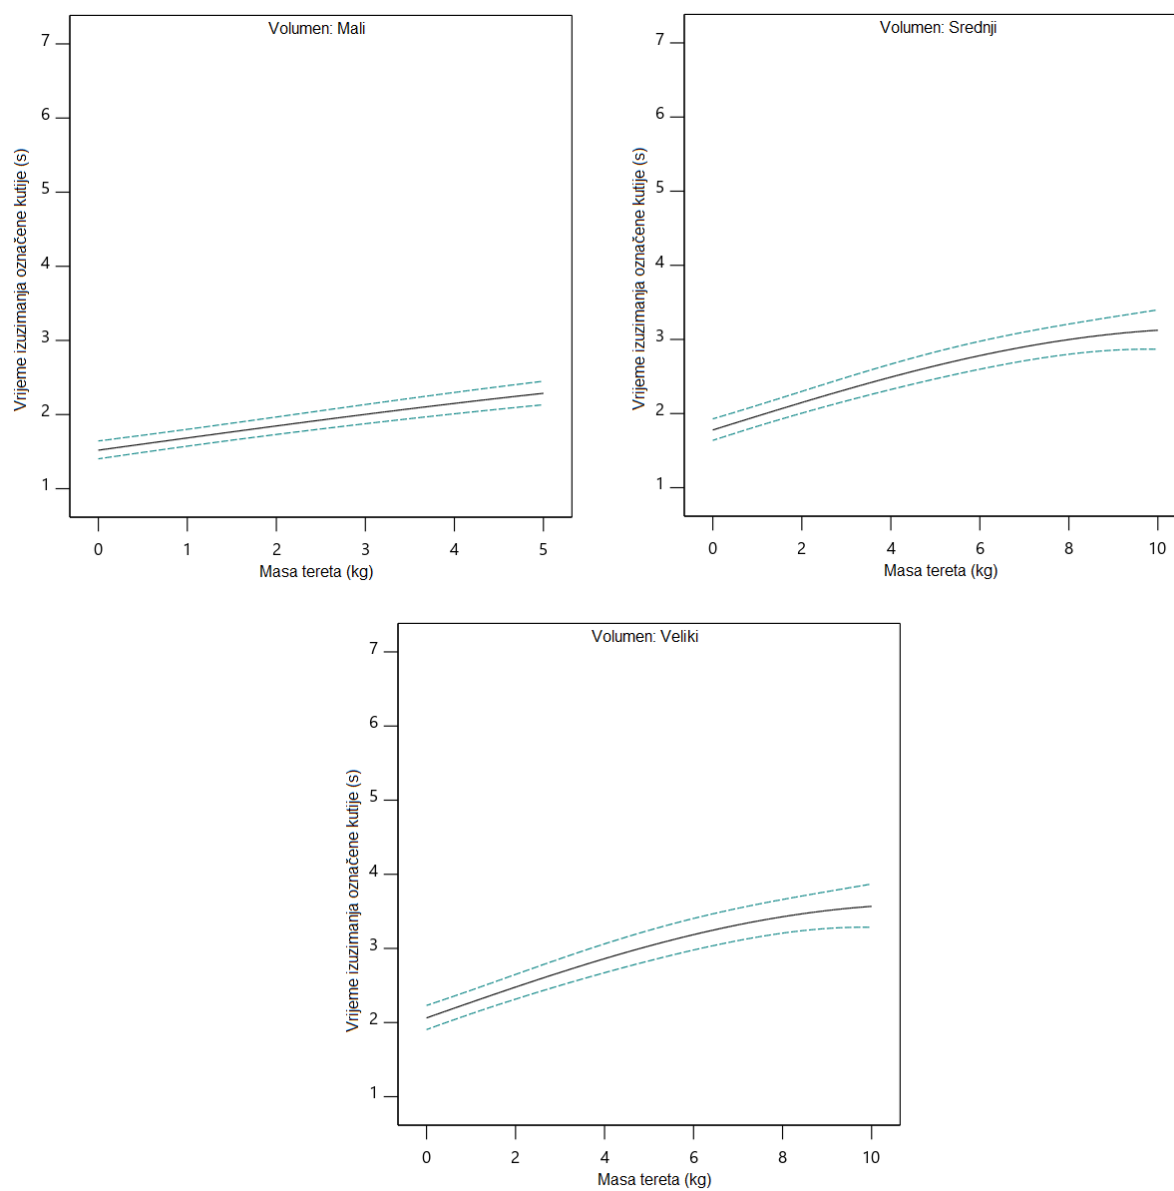 Volumen: Mali
Vrijeme izuzimanja označene kutije (s)
7
6
5
4
3
2
1
0 1 2 3 4 5
Masa tereta (kg)
Volumen: Srednji
Vrijeme izuzimanja označene kutije (s)
7
6
5
4
3
2
1
0 2 4 6 8 10
Masa tereta (kg)
Volumen: Veliki
Vrijeme izuzimanja označene kutije (s)
7
6
5
4
3
2
1
0 2 4 6 8 10
Masa tereta (kg)